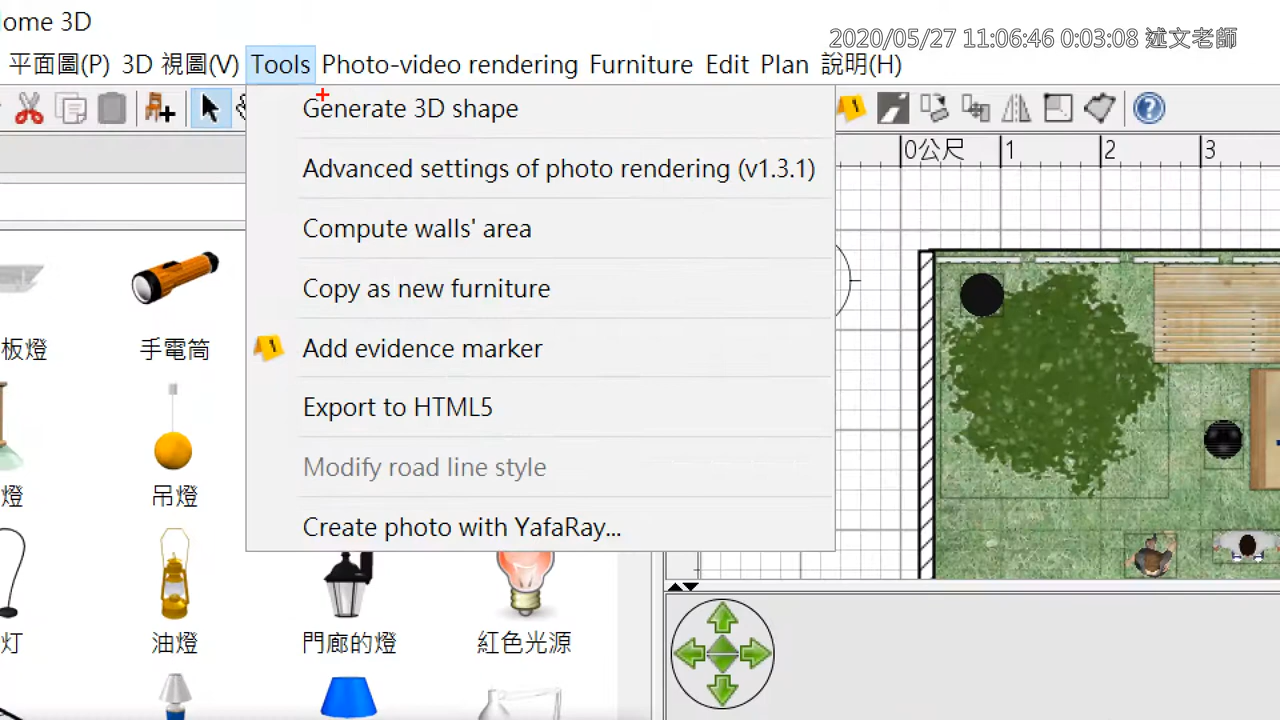 ome 3D
2020/05/27 11:06:46 0:03:08 述文老師
平面圖(P) 3D 視圖(V) Tools Photo-video rendering Furniture Edit Plan 說明(H)
Generate 3D shape
Advanced settings of photo rendering (v1.3.1)
Compute walls' area
Copy as new furniture
Add evidence marker
Export to HTML5
Modify road line style
Create photo with YafaRay...
0公尺 1 2 3
板燈 手電筒
燈 吊燈
灯 油燈 門廊的燈 紅色光源